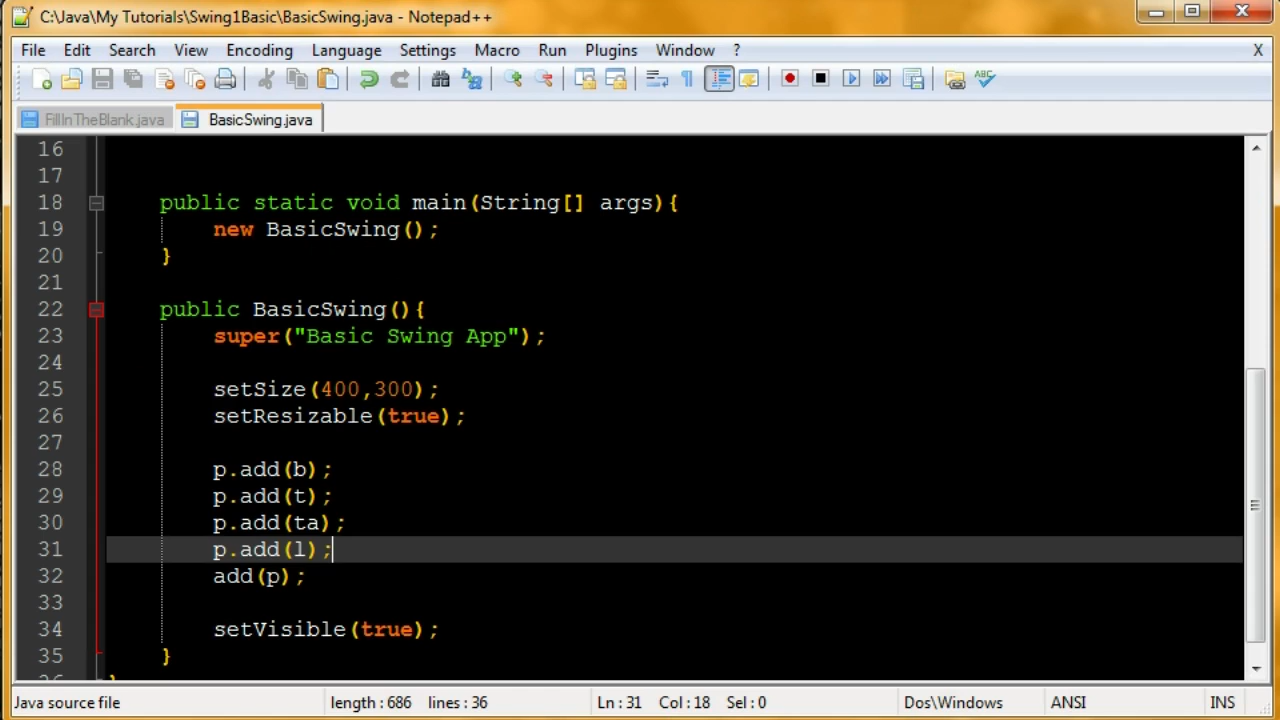 C:\Java\My Tutorials\Swing1Basic\BasicSwing.java - Notepad++
File Edit Search View Encoding Language Settings Macro Run Plugins Window ? X
FillInTheBlank.java BasicSwing.java
16
17
18 public static void main(String[] args){
19 new BasicSwing();
20 }
21
22 public BasicSwing(){
23 super("Basic Swing App");
24
25 setSize(400,300);
26 setResizable(true);
27
28 p.add(b);
29 p.add(t);
30 p.add(ta);
31 p.add(l);
32 add(p);
33
34 setVisible(true);
35 }
Java source file length : 686 lines : 36 Ln : 31 Col : 18 Sel : 0 Dos\Windows ANSI INS